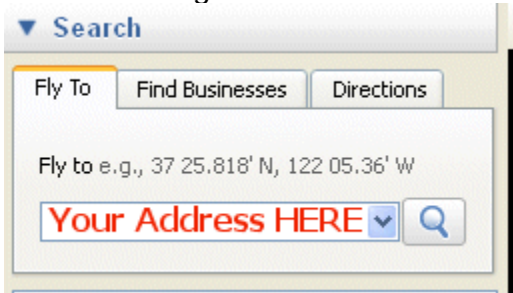 Search
Fly To Find Businesses Directions
Fly to e.g., 37 25.818' N, 122 05.36' W
Your Address HERE